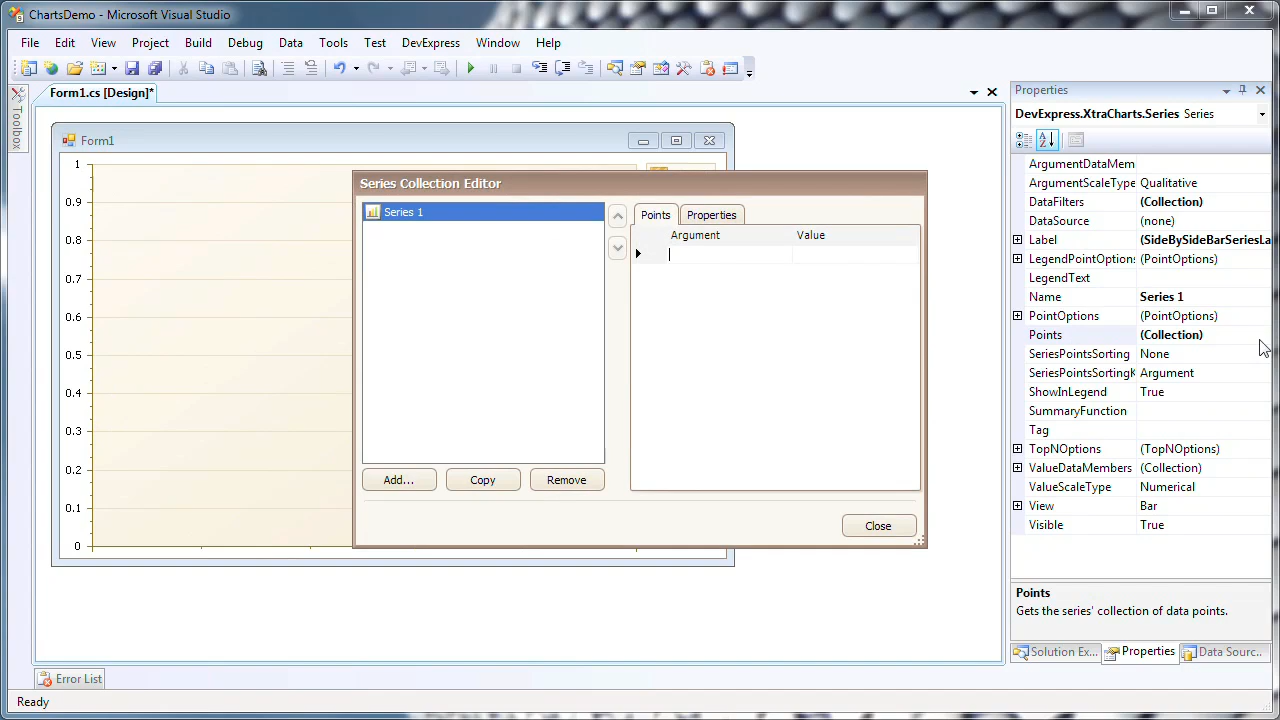 ChartsDemo - Microsoft Visual Studio
File Edit View Project Build Debug Data Tools Test DevExpress Window Help
Form1.cs [Design]*
Toolbox
Form1
1
0.9
0.8
0.7
0.6
0.5
0.4
0.3
0.2
0.1
0
Series Collection Editor
Series 1
Add...
Copy
Remove
Points
Properties
Argument Value
Close
Properties
DevExpress.XtraCharts.Series Series
ArgumentDataMem
ArgumentScaleType Qualitative
DataFilters (Collection)
DataSource (none)
Label (SideBySideBarSeriesLa
LegendPointOptions (PointOptions)
LegendText
Name Series 1
PointOptions (PointOptions)
Points (Collection)
SeriesPointsSorting None
SeriesPointsSortingK Argument
ShowInLegend True
SummaryFunction
Tag
TopNOptions (TopNOptions)
ValueDataMembers (Collection)
ValueScaleType Numerical
View Bar
Visible True
Points
Gets the series' collection of data points.
Solution Ex...
Properties
Data Sourc...
Error List
Ready